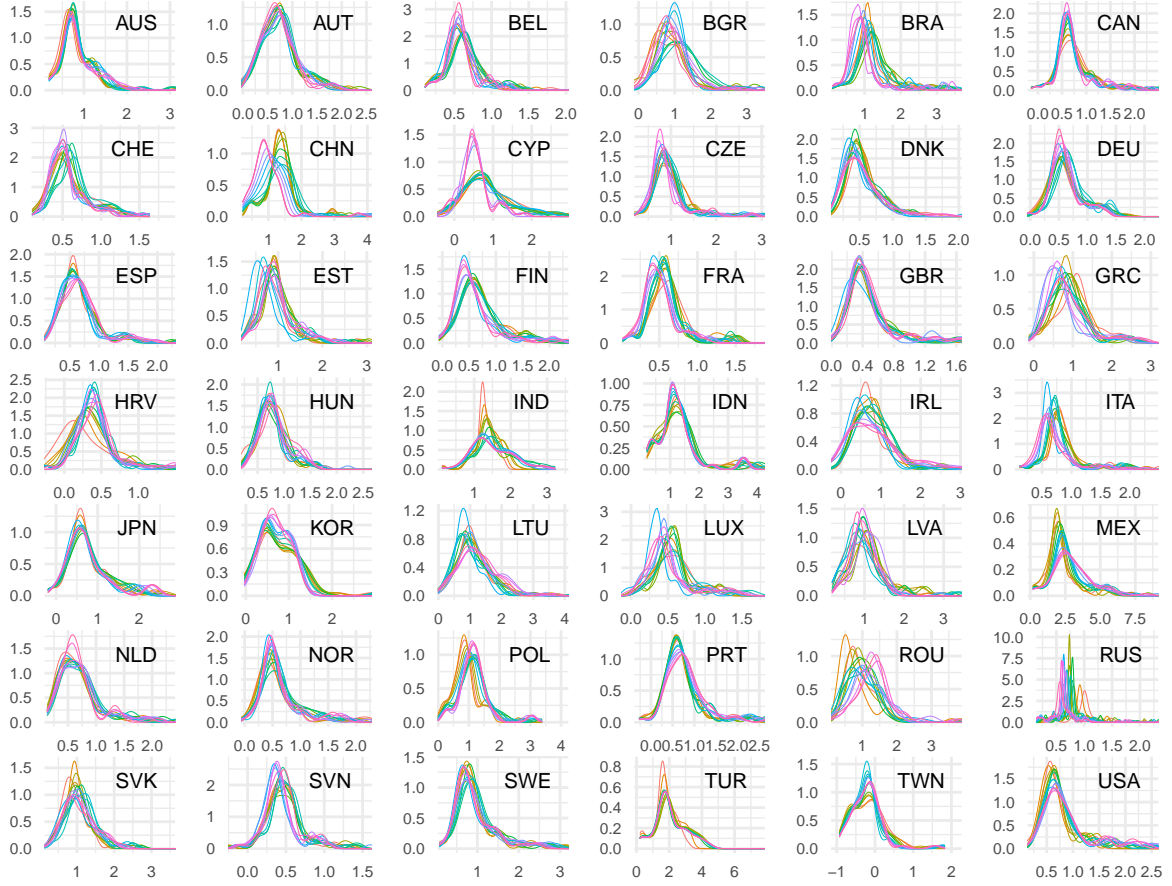 AUS
1.5
1.0
0.5
0.0
1 2 3
AUT
1.0
0.5
0.0
0.0 0.5 1.0 1.5 2.0 2.5
BEL
3
2
1
0
0.5 1.0 1.5 2.0
BGR
1.0
0.5
0.0
0 1 2 3
BRA
1.5
1.0
0.5
0.0
1 2 3
CAN
2.0
1.5
1.0
0.5
0.0
0.0 0.5 1.0 1.5 2.0
CHE
3
2
1
0
0.5 1.0 1.5
CHN
1.0
0.5
0.0
1 2 3 4
CYP
1.5
1.0
0.5
0.0
0 1 2
CZE
2.0
1.5
1.0
0.5
0.0
1 2 3
DNK
2.0
1.5
1.0
0.5
0.0
0.5 1.0 1.5 2.0
DEU
2.0
1.5
1.0
0.5
0.0
0.0 0.5 1.0 1.5 2.0 2.5
ESP
2.0
1.5
1.0
0.5
0.0
0.5 1.0 1.5 2.0
EST
1.5
1.0
0.5
0.0
1 2 3
FIN
1.5
1.0
0.5
0.0
0.5 1.0 1.5 2.0
FRA
2
1
0
0.5 1.0 1.5
GBR
2.0
1.5
1.0
0.5
0.0
0.0 0.4 0.8 1.2 1.6
GRC
1.0
0.5
0.0
0 1 2 3
HRV
2.5
2.0
1.5
1.0
0.5
0.0
0.0 0.5 1.0
HUN
2.0
1.5
1.0
0.5
0.0
0.5 1.0 1.5 2.0 2.5
IND
2.0
1.5
1.0
0.5
0.0
1 2 3
IDN
1.00
0.75
0.50
0.25
0.00
1 2 3 4
IRL
1.2
0.8
0.4
0.0
0 1 2 3
ITA
3
2
1
0
0.5 1.0 1.5 2.0
JPN
1.0
0.5
0.0
0 1 2
KOR
0.9
0.6
0.3
0.0
0 1 2
LTU
1.0
0.5
0.0
0 1 2 3 4
LUX
3
2
1
0
0.0 0.5 1.0 1.5
LVA
1.5
1.0
0.5
0.0
0 1 2 3
MEX
0.6
0.4
0.2
0.0
0.0 2.5 5.0 7.5
NLD
1.5
1.0
0.5
0.0
0.5 1.0 1.5 2.0
NOR
2.0
1.5
1.0
0.5
0.0
0.0 0.5 1.0 1.5 2.0
POL
1.0
0.5
0.0
0 1 2 3 4
PRT
1.0
0.5
0.0
0.0 0.5 1.0 1.5 2.0 2.5
ROU
1.0
0.5
0.0
1 2 3
RUS
10.0
7.5
5.0
2.5
0.0
0.5 1.0 1.5 2.0
SVK
1.5
1.0
0.5
0.0
1 2 3
SVN
2
1
0
0.0 0.5 1.0 1.5
SWE
1.5
1.0
0.5
0.0
1 2 3
TUR
0.8
0.6
0.4
0.2
0.0
0 2 4 6 8
TWN
1.5
1.0
0.5
0.0
−1 0 1 2
USA
1.5
1.0
0.5
0.0
0.5 1.0 1.5 2.0 2.5